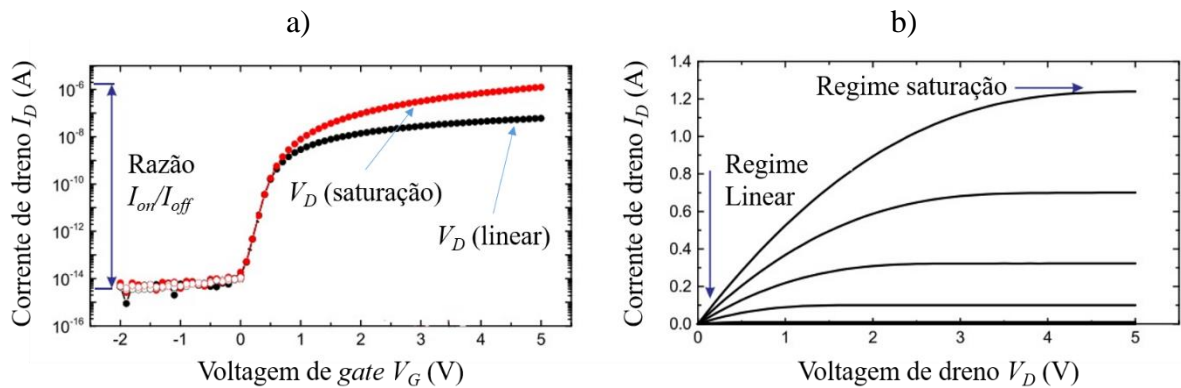 a)
Corrente de dreno I_D (A)
10^-6
10^-8
10^-10
10^-12
10^-14
10^-16
Razão
I_on/I_off
V_D (saturação)
V_D (linear)
-2 -1 0 1 2 3 4 5
Voltagem de gate V_G (V)
b)
Corrente de dreno I_D (A)
1.4
1.2
1.0
0.8
0.6
0.4
0.2
0.0
Regime saturação
Regime
Linear
0 1 2 3 4 5
Voltagem de dreno V_D (V)